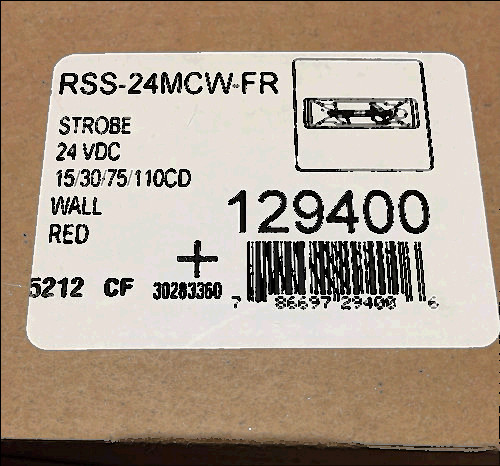 RSS-24MCW-FR
STROBE
24 VDC
15/30/75/110CD
WALL
RED
129400
5212 CF 30283360
7 86697 29400 6